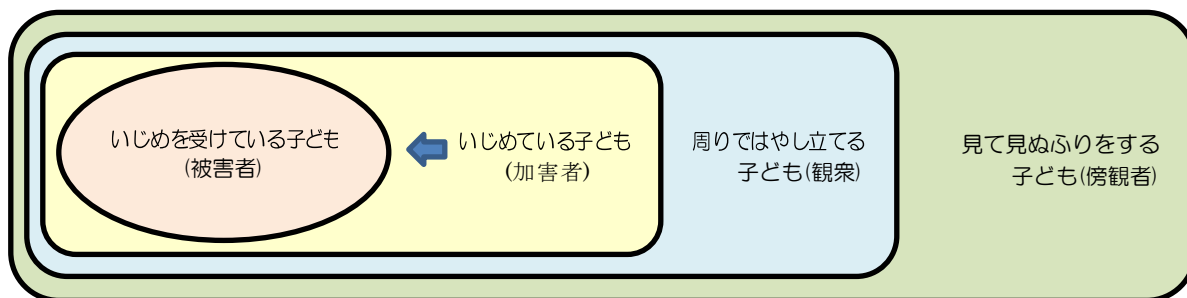 いじめを受けている子ども
(被害者)
いじめている子ども
(加害者)
周りではやし立てる
子ども(観衆)
見て見ぬふりをする
子ども(傍観者)